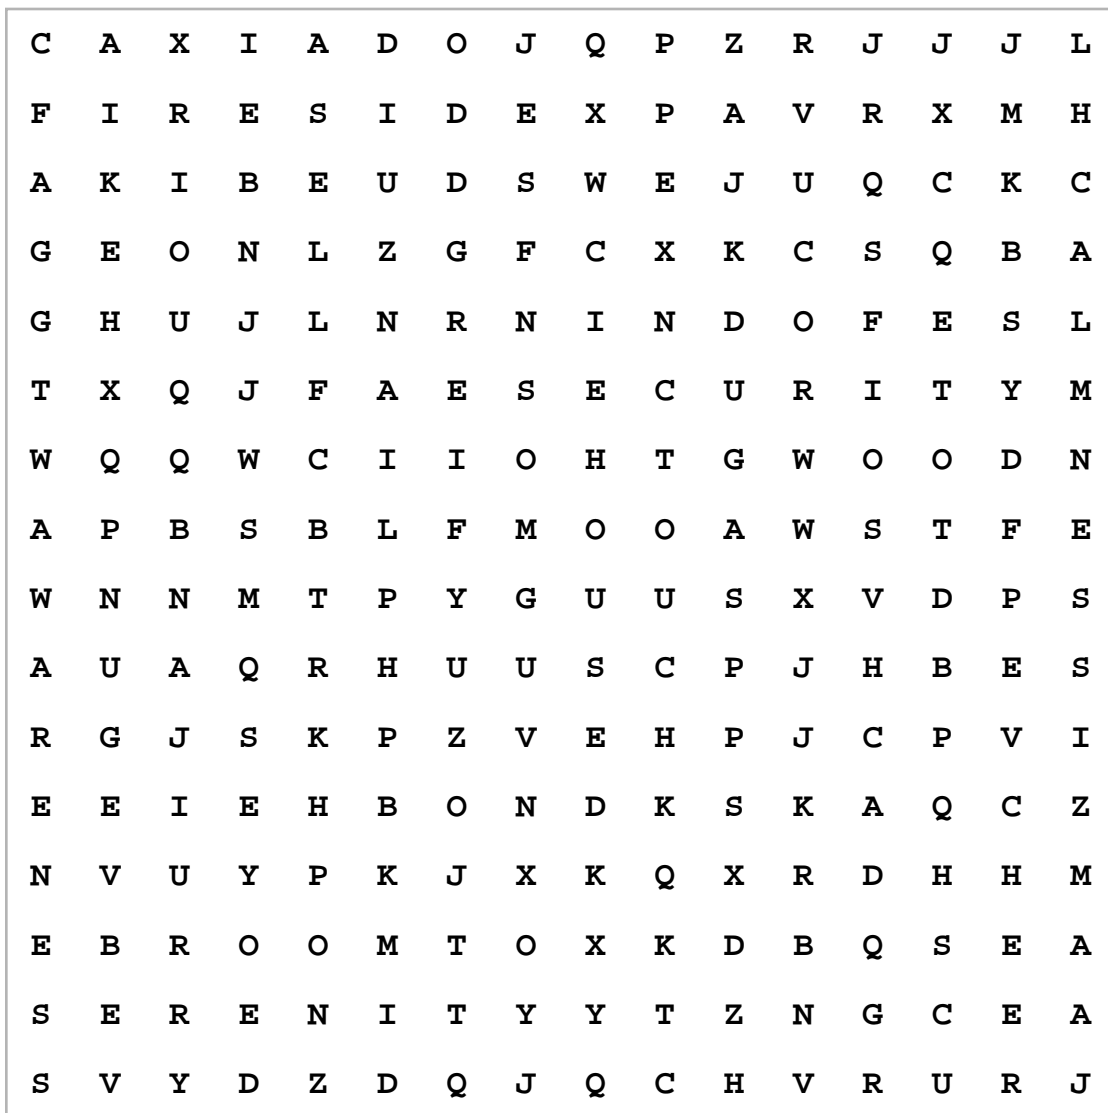 C A X I A D O J Q P Z R J J J L
F I R E S I D E X P A V R X M H
A K I B E U D S W E J U Q C K C
G E O N L Z G F C X K C S Q B A
G H U J L N R N I N D O F E S L
T X Q J F A E S E C U R I T Y M
W Q Q W C I I O H T G W O O D N
A P B S B L F M O O A W S T F E
W N N M T P Y G U U S X V D P S
A U A Q R H U U S C P J H B E S
R G J S K P Z V E H P J C P V I
E E I E H B O N D K S K A Q C Z
N V U Y P K J X K Q X R D H H M
E B R O O M T O X K D B Q S E A
S E R E N I T Y Y T Z N G C E A
S V Y D Z D Q J Q C H V R U R J